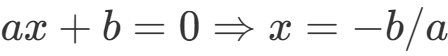 ax + b = 0 ⇒ x = −b/a